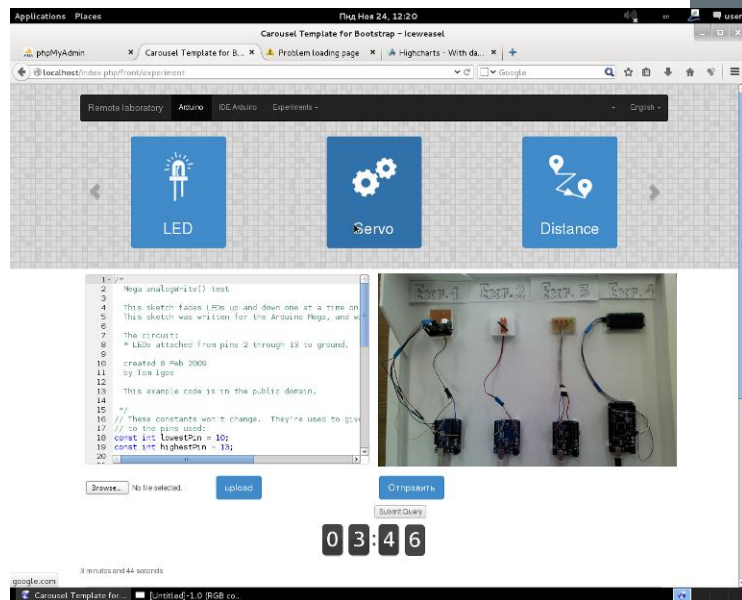 Applications Places Пнд Ноя 24, 12:20 en user
Carousel Template for Bootstrap - Iceweasel
phpMyAdmin × Carousel Template for B... × Problem loading page × Highcharts - With da... × +
localhost/index.php/front/experiment Google
Remote laboratory Arduino IDE Arduino Experiments - English -
LED Servo Distance
1 /*
2 Mega analogWrite() test
3
4 This sketch fades LEDs up and down one at a time on
5 This sketch was written for the Arduino Mega, and w
6
7 The circuit:
8 * LEDs attached from pins 2 through 13 to ground.
9
10 created 8 Feb 2009
11 by Tom Igoe
12
13 This example code is in the public domain.
14
15 */
16 // These constants won't change. They're used to give
17 // to the pins used:
18 const int lowestPin = 10;
19 const int highestPin = 13;
20
Exp. 1 Exp. 2 Exp. 3 Exp. 4
Browse... No file selected. upload Отправить
Submit Query
03:46
3 minutes and 44 seconds
google.com
Carousel Template for... [Untitled]-1.0 (RGB co...